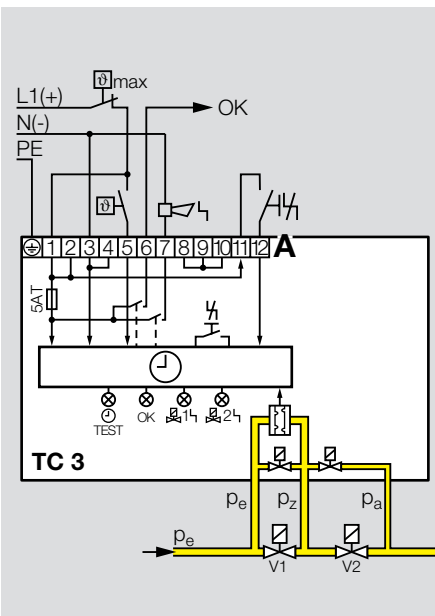 ϑ max
L1(+)
OK
N(-)
PE
ϑ
1 2 3 4 5 6 7 8 9 10 11 12 A
5AT
TEST OK 1 2
TC 3
pe pz pa
pe
V1 V2